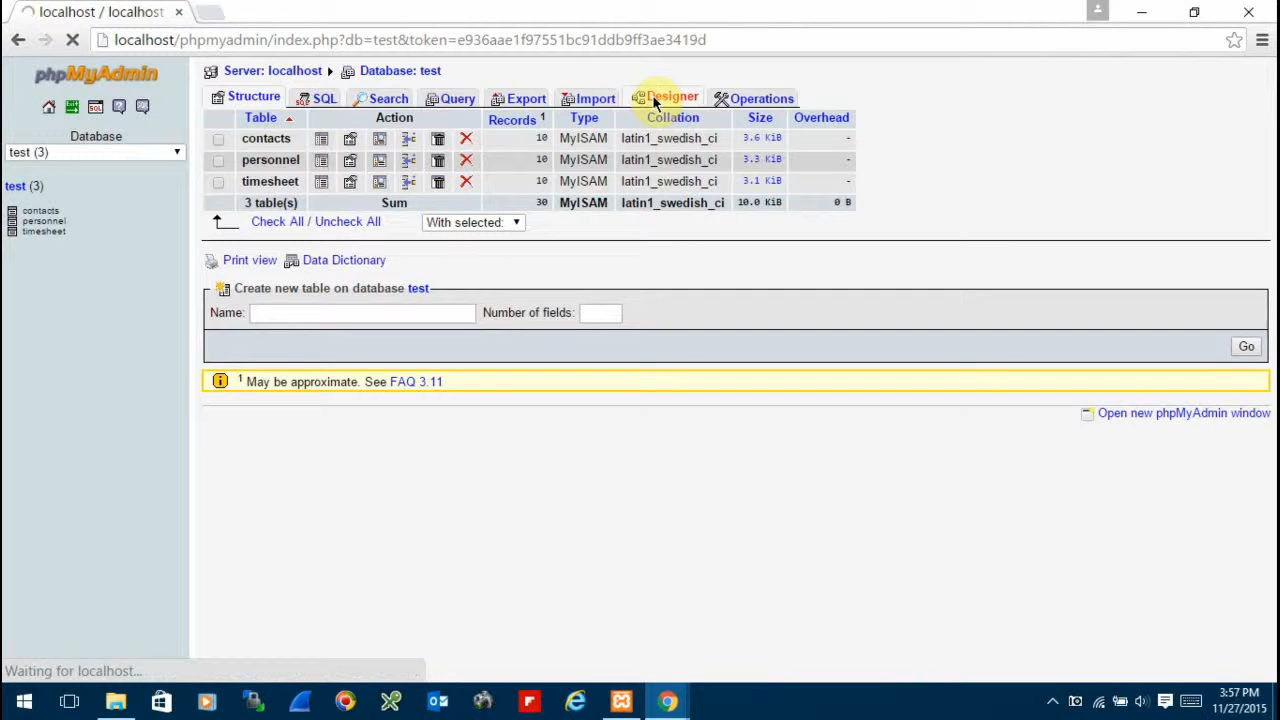 localhost / localhost
localhost/phpmyadmin/index.php?db=test&token=e936aae1f97551bc91ddb9ff3ae3419d
phpMyAdmin
Database
test (3)
test (3)
contacts
personnel
timesheet
Server: localhost Database: test
Structure SQL Search Query Export Import Designer Operations
Table Action Records 1 Type Collation Size Overhead
contacts 10 MyISAM latin1_swedish_ci 3.6 KiB -
personnel 10 MyISAM latin1_swedish_ci 3.3 KiB -
timesheet 10 MyISAM latin1_swedish_ci 3.1 KiB -
3 table(s) Sum 30 MyISAM latin1_swedish_ci 10.0 KiB 0 B
Check All / Uncheck All With selected:
Print view Data Dictionary
Create new table on database test
Name: Number of fields:
Go
1 May be approximate. See FAQ 3.11
Open new phpMyAdmin window
Waiting for localhost...
3:57 PM
11/27/2015